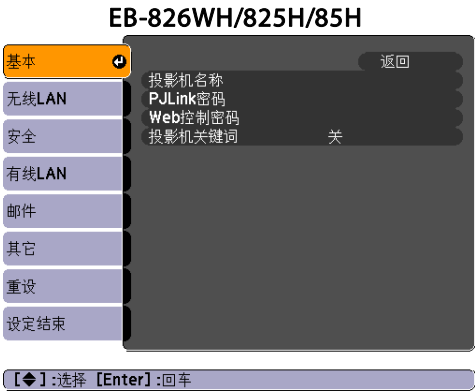 EB-826WH/825H/85H
基本
无线LAN
安全
有线LAN
邮件
其它
重设
设定结束
返回
投影机名称
PJLink密码
Web控制密码
投影机关键词 关
[◆]:选择 [Enter]:回车